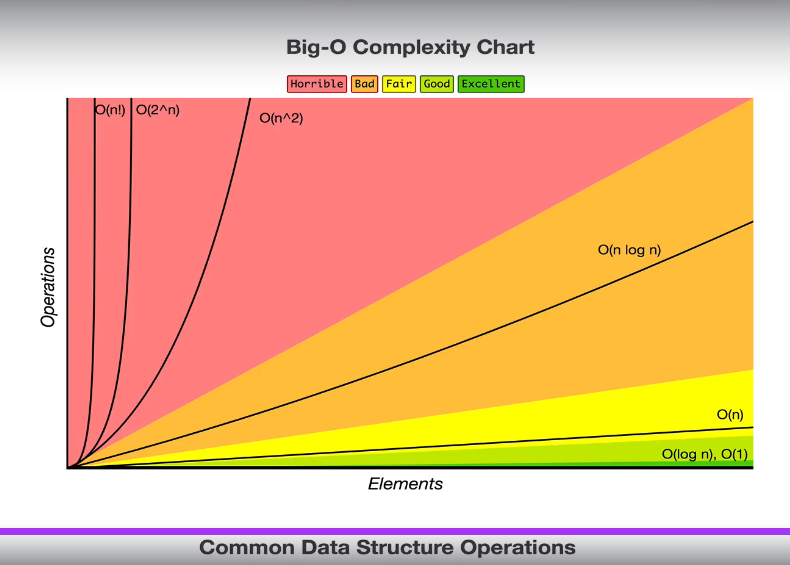 Big-O Complexity Chart
Horrible Bad Fair Good Excellent
O(n!) O(2^n)
O(n^2)
O(n log n)
Operations
O(n)
O(log n), O(1)
Elements
Common Data Structure Operations